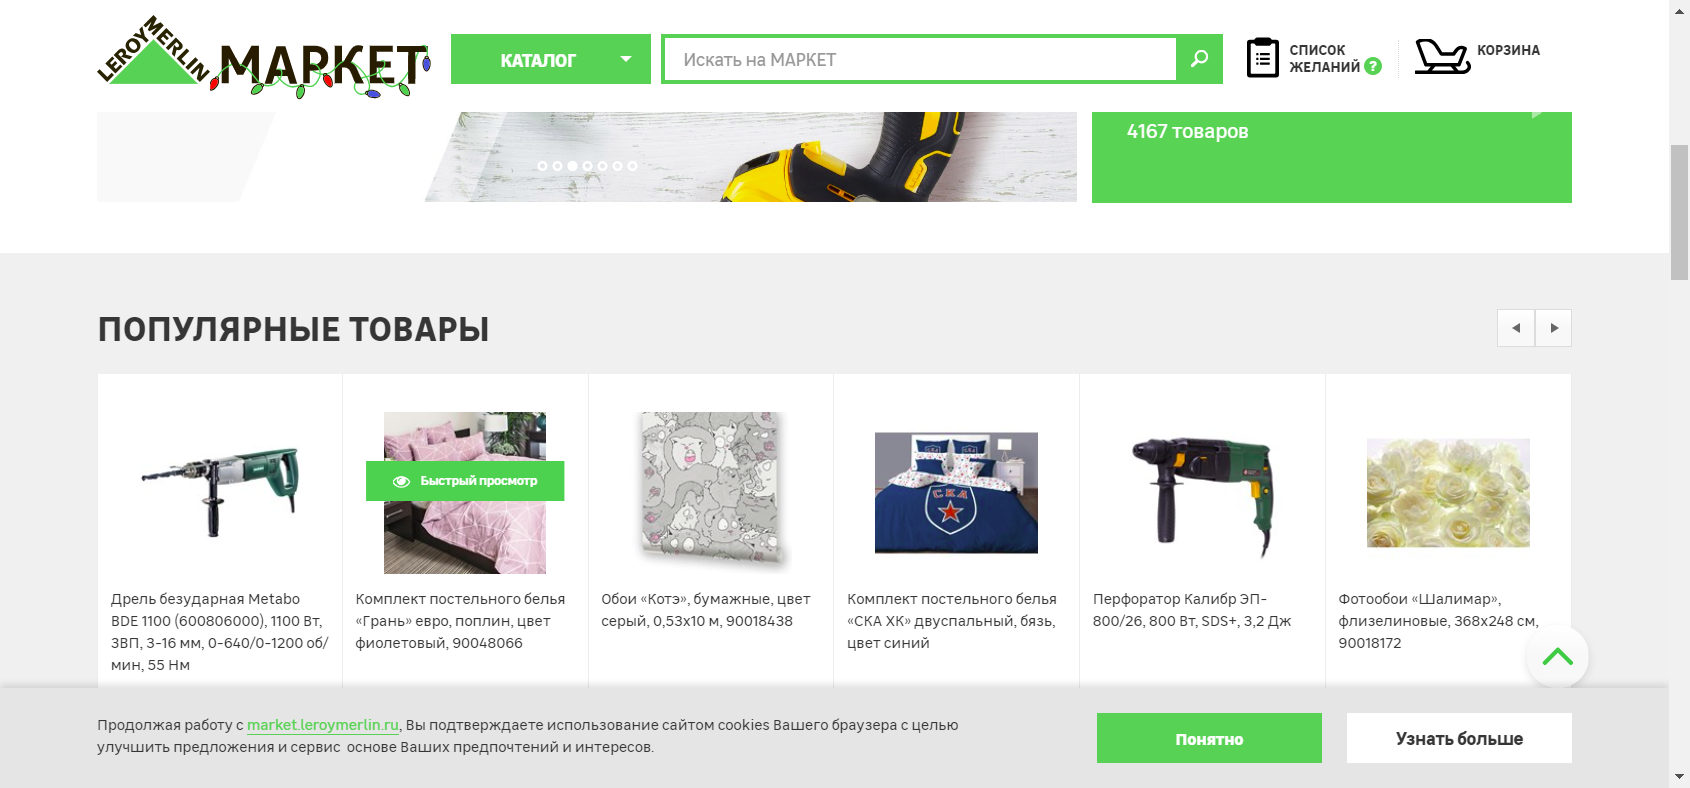 LEROY MERLIN МАРКЕТ
КАТАЛОГ
Искать на МАРКЕТ
СПИСОК
ЖЕЛАНИЙ ?
КОРЗИНА
4167 товаров
ПОПУЛЯРНЫЕ ТОВАРЫ
Быстрый просмотр
СКА
Дрель безударная Metabo
BDE 1100 (600806000), 1100 Вт,
ЗВП, 3-16 мм, 0-640/0-1200 об/
мин, 55 Нм
Комплект постельного белья
«Грань» евро, поплин, цвет
фиолетовый, 90048066
Обои «Котэ», бумажные, цвет
серый, 0,53х10 м, 90018438
Комплект постельного белья
«СКА ХК» двуспальный, бязь,
цвет синий
Перфоратор Калибр ЭП-
800/26, 800 Вт, SDS+, 3,2 Дж
Фотообои «Шалимар»,
флизелиновые, 368х248 см,
90018172
Продолжая работу с market.leroymerlin.ru, Вы подтверждаете использование сайтом cookies Вашего браузера с целью
улучшить предложения и сервис основе Ваших предпочтений и интересов.
Понятно
Узнать больше